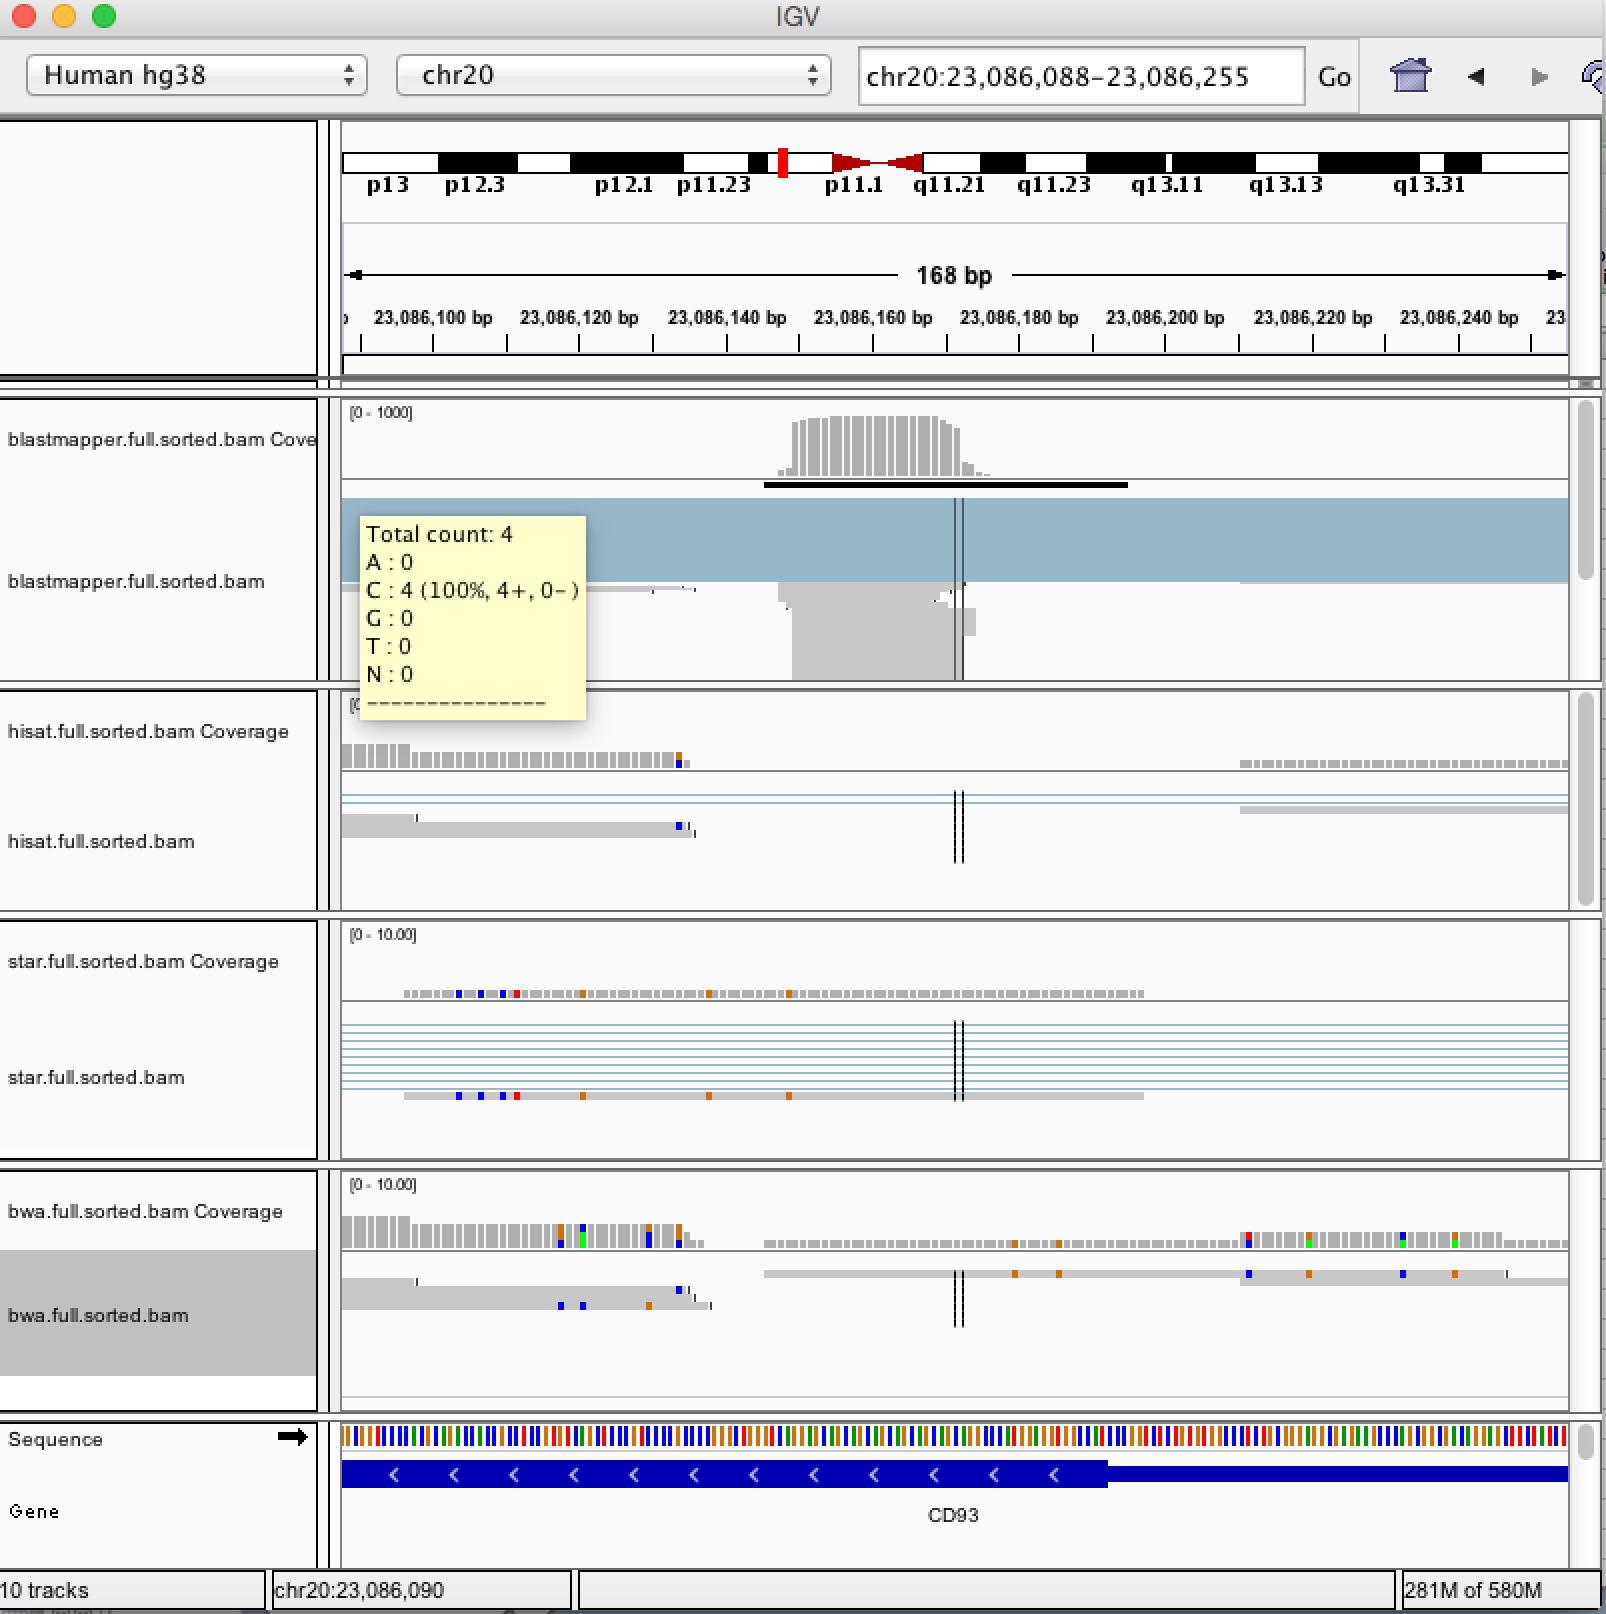 IGV
Human hg38 chr20 chr20:23,086,088-23,086,255 Go
p13 p12.3 p12.1 p11.23 p11.1 q11.21 q11.23 q13.11 q13.13 q13.31
168 bp
23,086,100 bp 23,086,120 bp 23,086,140 bp 23,086,160 bp 23,086,180 bp 23,086,200 bp 23,086,220 bp 23,086,240 bp 23
[0 - 1000]
blastmapper.full.sorted.bam Cove
blastmapper.full.sorted.bam
Total count: 4
A : 0
C : 4 (100%, 4+, 0- )
G : 0
T : 0
N : 0
---------------
hisat.full.sorted.bam Coverage
hisat.full.sorted.bam
[0 - 10.00]
star.full.sorted.bam Coverage
star.full.sorted.bam
[0 - 10.00]
bwa.full.sorted.bam Coverage
bwa.full.sorted.bam
Sequence
Gene
CD93
10 tracks chr20:23,086,090 281M of 580M